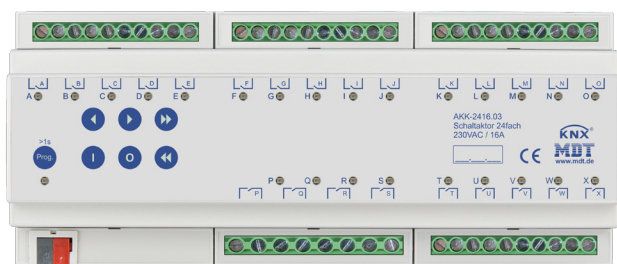 A B C D E F G H I J K L M N O
A B C D E F G H I J K L M N O
AKK-2416.03
Schaltaktor 24fach
230VAC / 16A
KNX®
>1s
Prog.
I O
CE
MDT
www.mdt.de
P Q R S T U V W X
P Q R S T U V W X